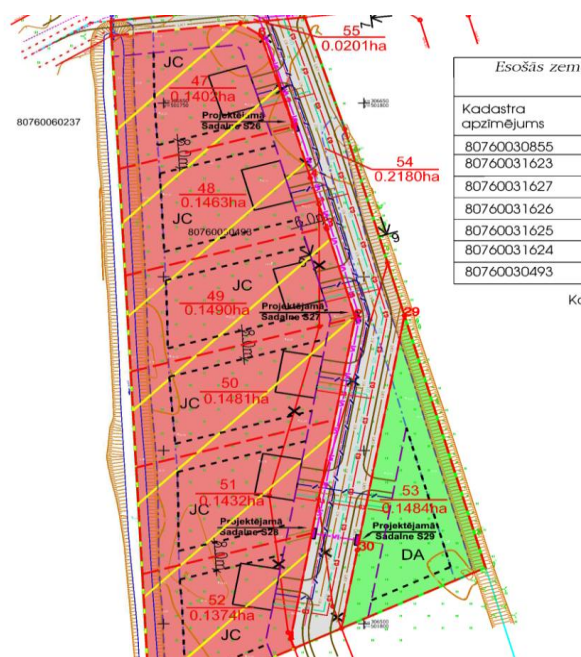 55
0.0201ha
Esošās zem
JC
47
0.1402ha
Kadastra
apzīmējums
80760060237
Projektējamā
Sadalne S26
80760030855
54
0.2180ha
80760031623
80760031627
48
0.1463ha
JC
80760031626
80760030493
9
80760031625
80760031624
80760030493
JC
49
0.1490ha
Projektējamā
Sadalne S27
29
Ko
50
0.1481ha
JC
51
0.1432ha
53
0.1484ha
JC
Projektējamā
Sadalne S28
Projektējamā
Sadalne S29
30
DA
52
0.1374ha
JC